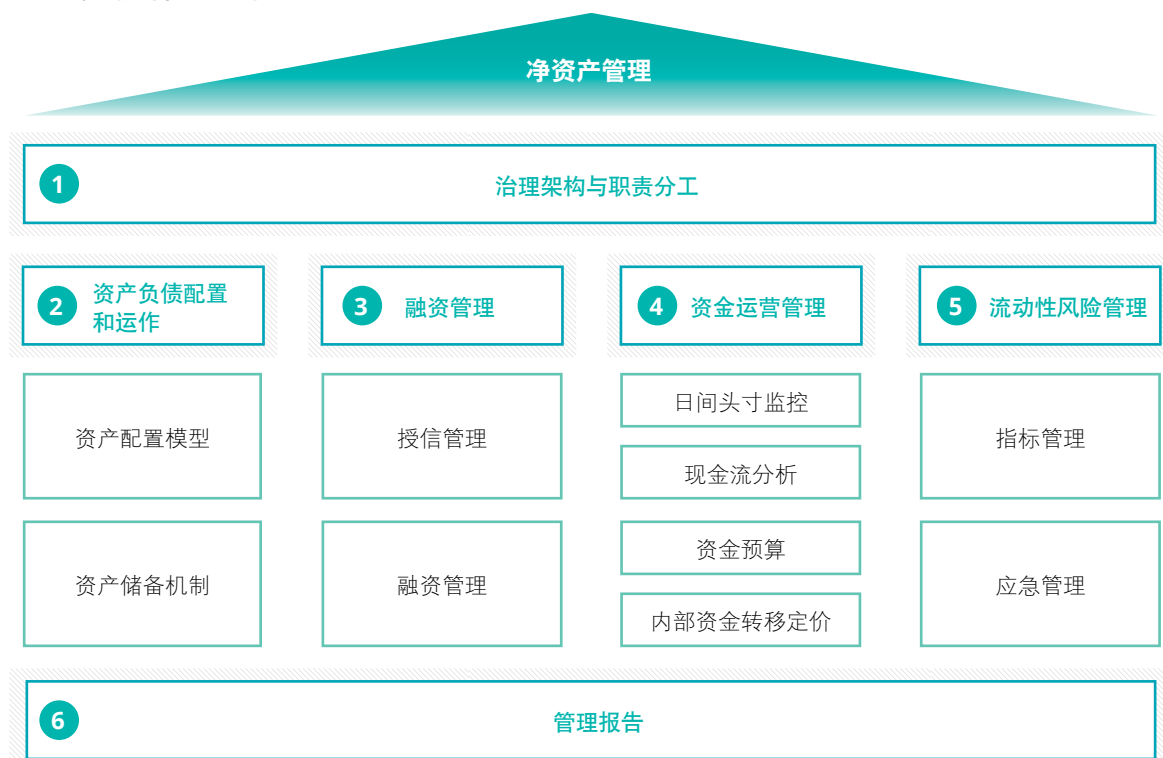 净资产管理
1
治理架构与职责分工
2
资产负债配置
和运作
3
融资管理
4
资金运营管理
5
流动性风险管理
资产配置模型
资产储备机制
授信管理
融资管理
日间头寸监控
现金流分析
资金预算
内部资金转移定价
指标管理
应急管理
6
管理报告